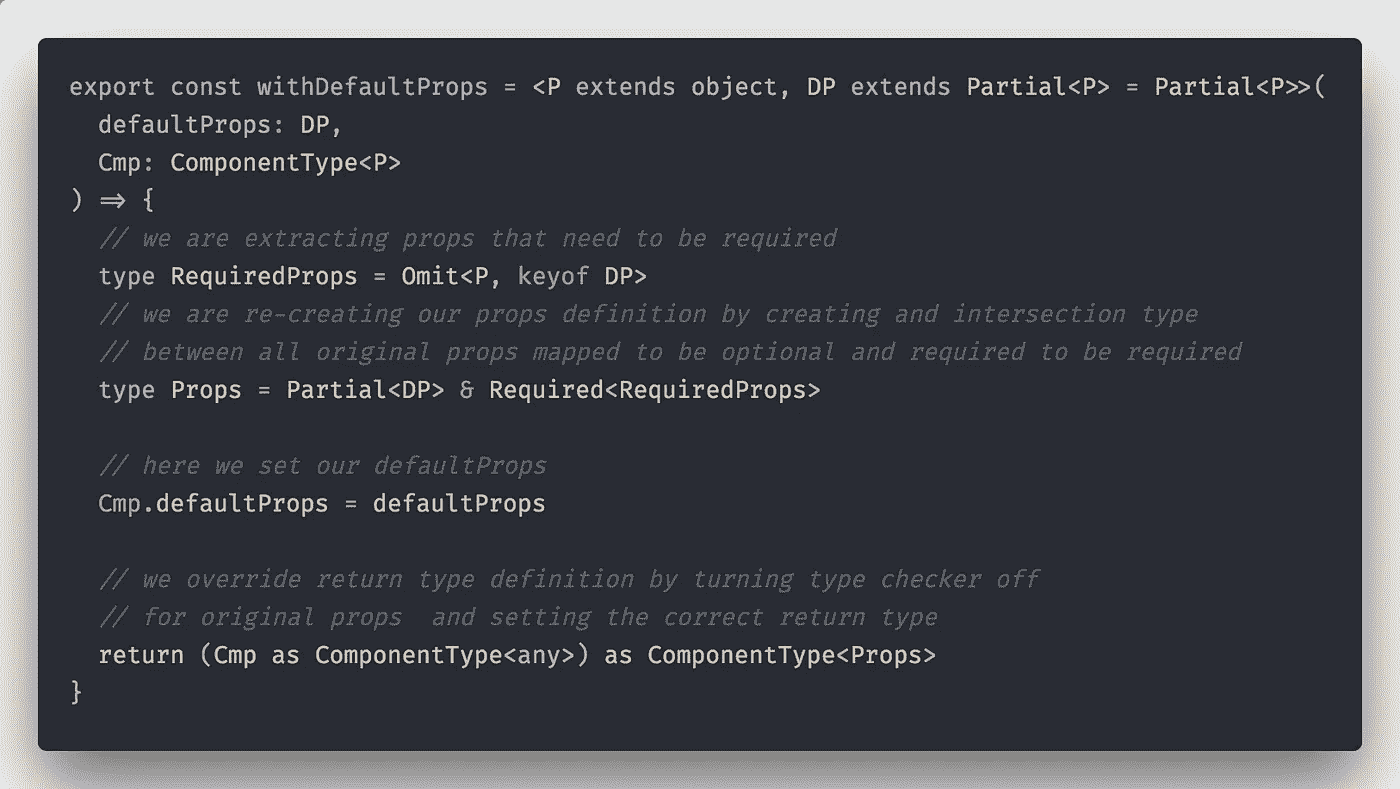 export const withDefaultProps = <P extends object, DP extends Partial<P> = Partial<P>>(
  defaultProps: DP,
  Cmp: ComponentType<P>
) => {
  // we are extracting props that need to be required
  type RequiredProps = Omit<P, keyof DP>
  // we are re-creating our props definition by creating and intersection type
  // between all original props mapped to be optional and required to be required
  type Props = Partial<DP> & Required<RequiredProps>

  // here we set our defaultProps
  Cmp.defaultProps = defaultProps

  // we override return type definition by turning type checker off
  // for original props  and setting the correct return type
  return (Cmp as ComponentType<any>) as ComponentType<Props>
}